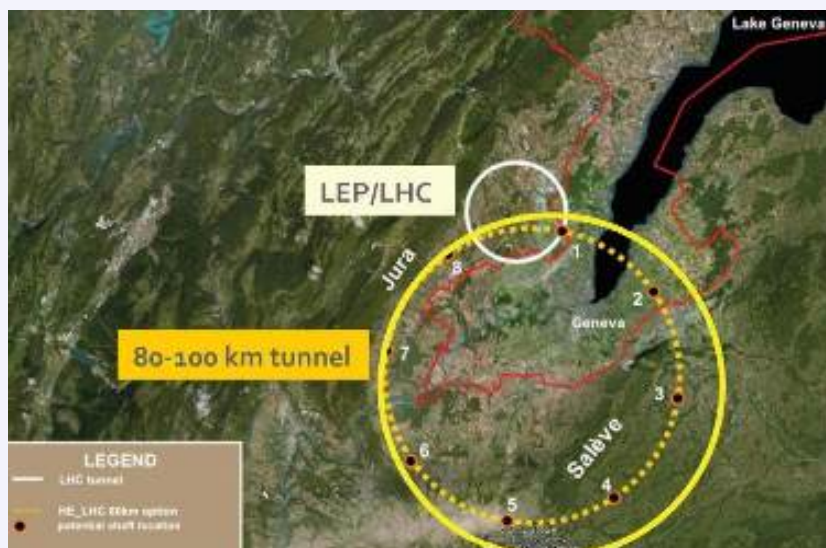 Lake Geneva
LEP/LHC
1
Jura
8
2
Geneva
80-100 km tunnel
7
3
Salève
6
4
5
LEGEND
LHC tunnel
HE_LHC 80km option
potential shaft location